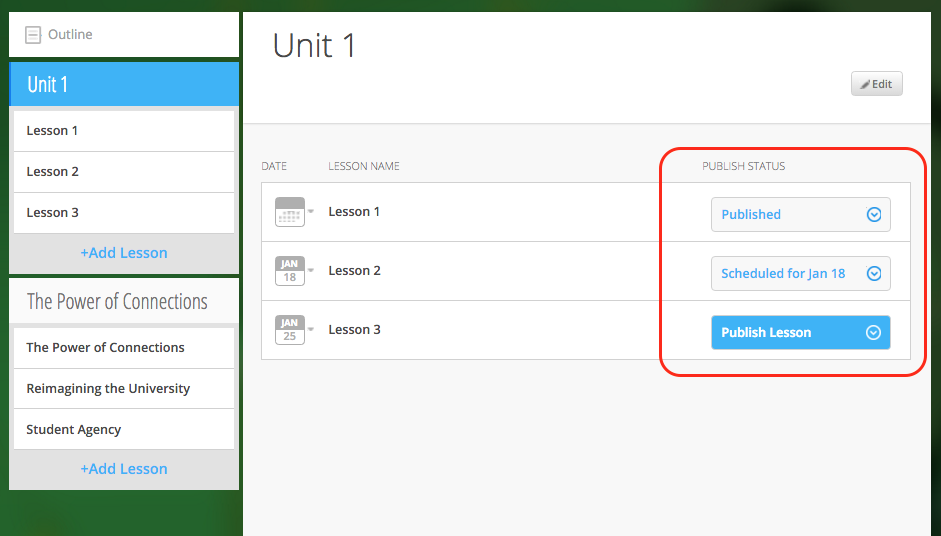 Outline
Unit 1
Lesson 1
Lesson 2
Lesson 3
+Add Lesson
The Power of Connections
The Power of Connections
Reimagining the University
Student Agency
+Add Lesson
Unit 1
Edit
DATE LESSON NAME PUBLISH STATUS
Lesson 1 Published
JAN
18 Lesson 2 Scheduled for Jan 18
JAN
25 Lesson 3 Publish Lesson